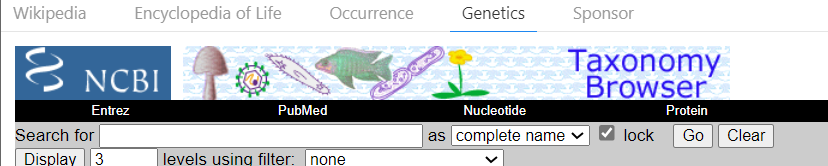 Wikipedia Encyclopedia of Life Occurrence Genetics Sponsor
NCBI
Taxonomy
Browser
Entrez PubMed Nucleotide Protein
Search for as complete name lock Go Clear
Display 3 levels using filter: none